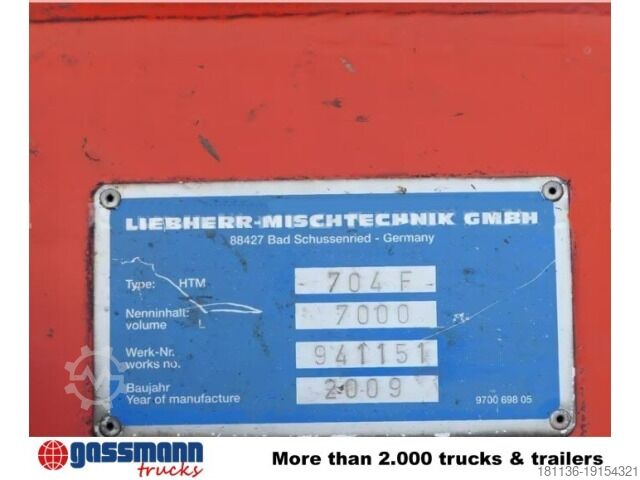 LIEBHERR-MISCHTECHNIK GMBH
88427 Bad Schussenried - Germany
Type: HTM - 704 F -
Nenninhalt: 7000
volume L
Werk-Nr. 941151
works no.
Baujahr 2009
Year of manufacture
9700 698 05
gassmann trucks
More than 2.000 trucks & trailers
181136-19154321